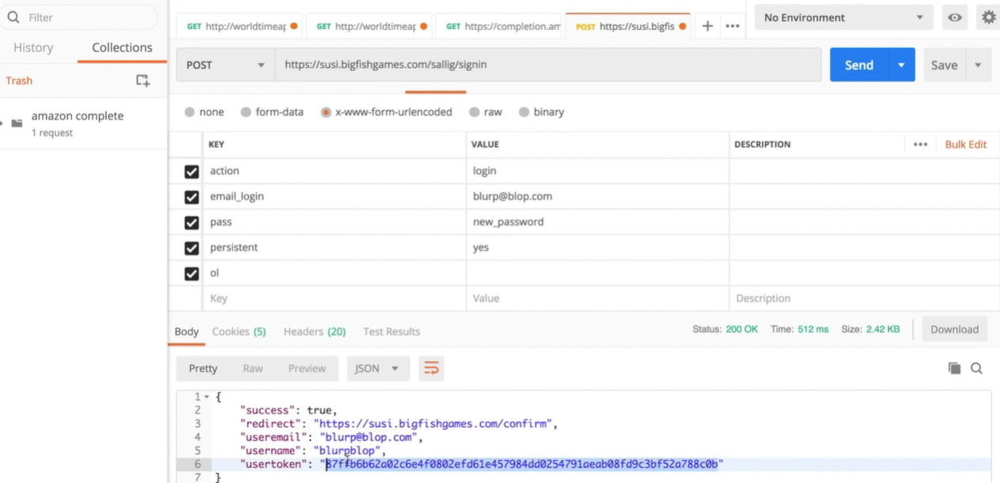 Filter
History Collections
Trash
amazon complete
1 request
GET http://worldtimeap GET http://worldtimeap GET https://completion.am POST https://susi.bigfis + ••• No Environment
POST https://susi.bigfishgames.com/sallig/signin Send Save
none form-data x-www-form-urlencoded raw binary
KEY VALUE DESCRIPTION ••• Bulk Edit
action login
email_login blurp@blop.com
pass new_password
persistent yes
ol
Key Value Description
Body Cookies (5) Headers (20) Test Results Status: 200 OK Time: 512 ms Size: 2.42 KB Download
Pretty Raw Preview JSON
1 {
2 "success": true,
3 "redirect": "https://susi.bigfishgames.com/confirm",
4 "useremail": "blurp@blop.com",
5 "username": "blurpblop",
6 "usertoken": "87ffb6b62a02c6e4f0802efd61e457984dd0254791aeab08fd9c3bf52a788c0b"
7 }